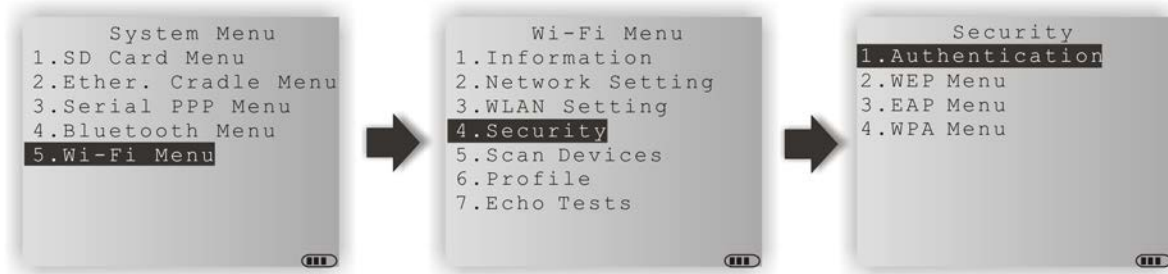 System Menu
1.SD Card Menu
2.Ether. Cradle Menu
3.Serial PPP Menu
4.Bluetooth Menu
5.Wi-Fi Menu
Wi-Fi Menu
1.Information
2.Network Setting
3.WLAN Setting
4.Security
5.Scan Devices
6.Profile
7.Echo Tests
Security
1.Authentication
2.WEP Menu
3.EAP Menu
4.WPA Menu